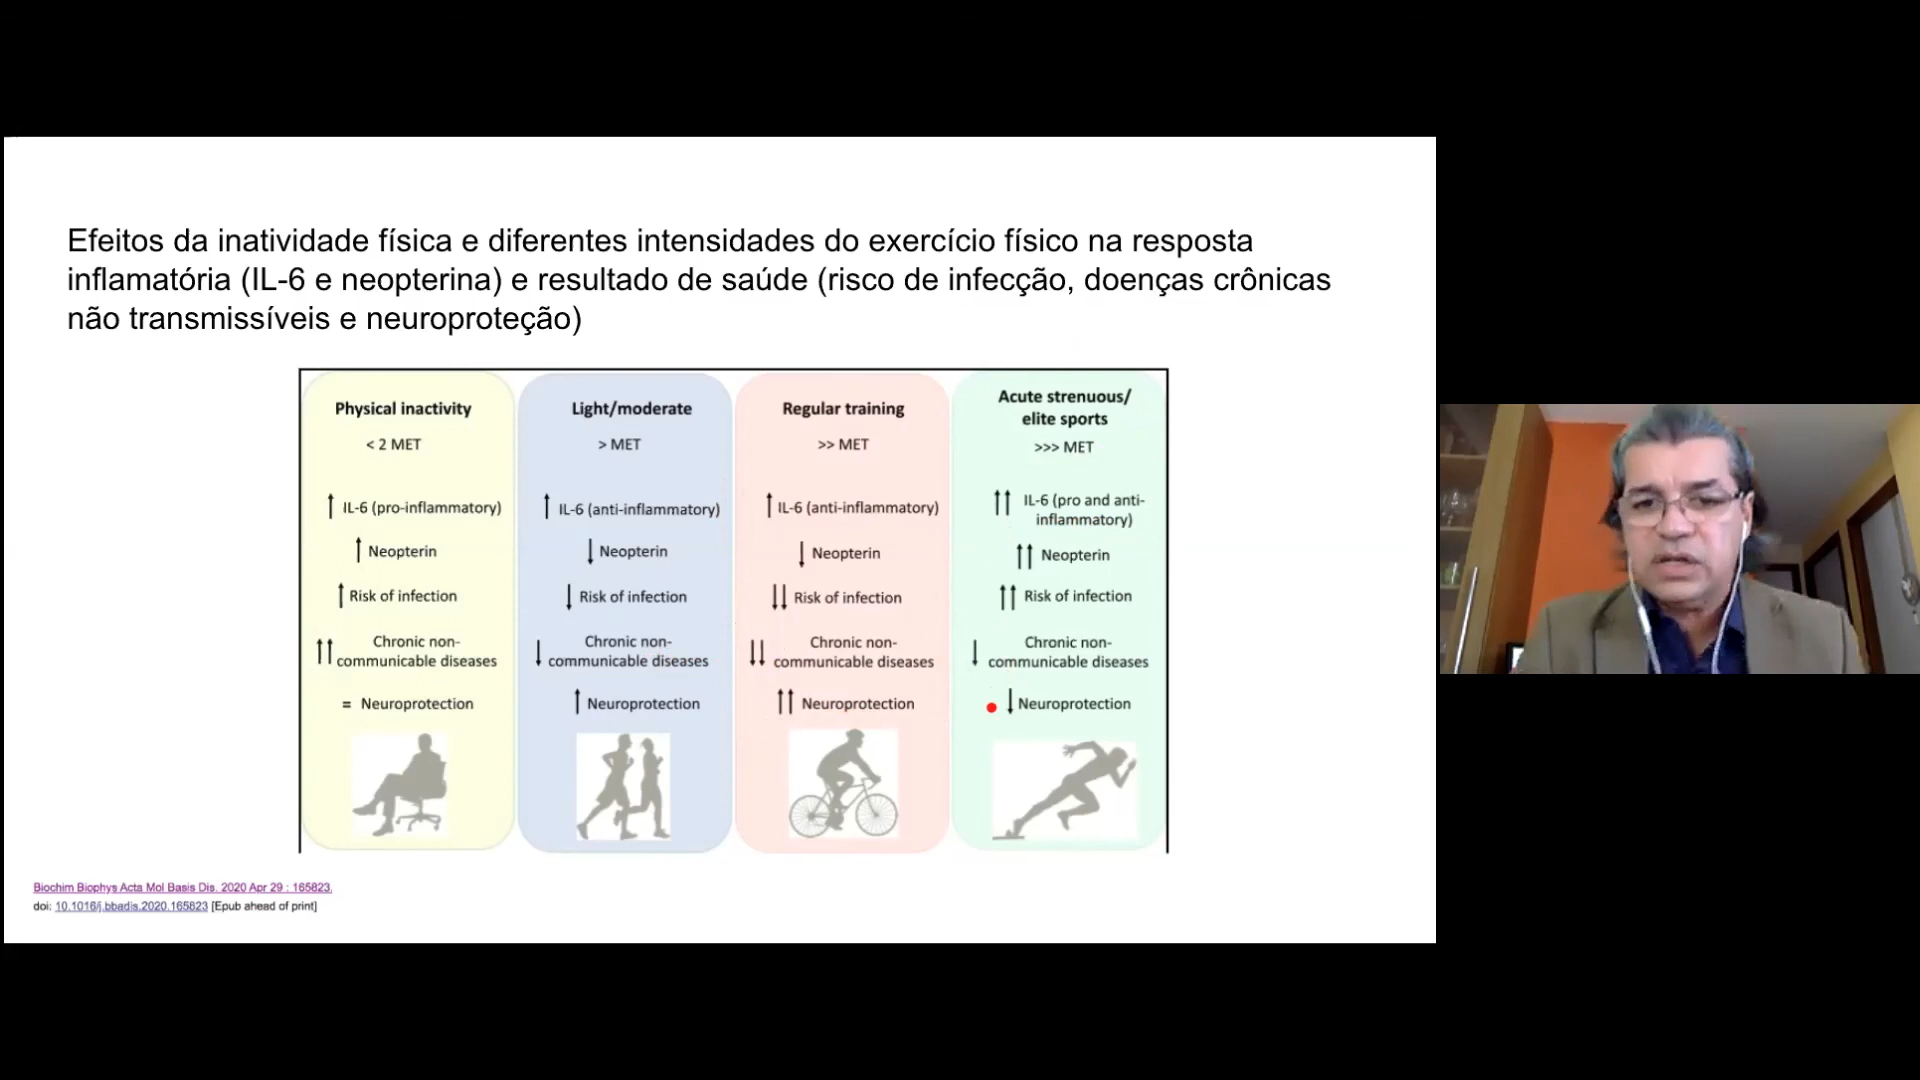 Efeitos da inatividade física e diferentes intensidades do exercício físico na resposta
inflamatória (IL-6 e neopterina) e resultado de saúde (risco de infecção, doenças crônicas
não transmissíveis e neuroproteção)
Physical inactivity
< 2 MET
↑ IL-6 (pro-inflammatory)
↑ Neopterin
↑ Risk of infection
↑↑ Chronic non-
communicable diseases
= Neuroprotection
Light/moderate
> MET
↑ IL-6 (anti-inflammatory)
↓ Neopterin
↓ Risk of infection
↓ Chronic non-
communicable diseases
↑ Neuroprotection
Regular training
>> MET
↑ IL-6 (anti-inflammatory)
↓ Neopterin
↓↓ Risk of infection
↓↓ Chronic non-
communicable diseases
↑↑ Neuroprotection
Acute strenuous/
elite sports
>>> MET
↑↑ IL-6 (pro and anti-
inflammatory)
↑↑ Neopterin
↑↑ Risk of infection
↓ Chronic non-
communicable diseases
↓ Neuroprotection
Biochim Biophys Acta Mol Basis Dis. 2020 Apr 29 : 165823.
doi: 10.1016/j.bbadis.2020.165823 [Epub ahead of print]